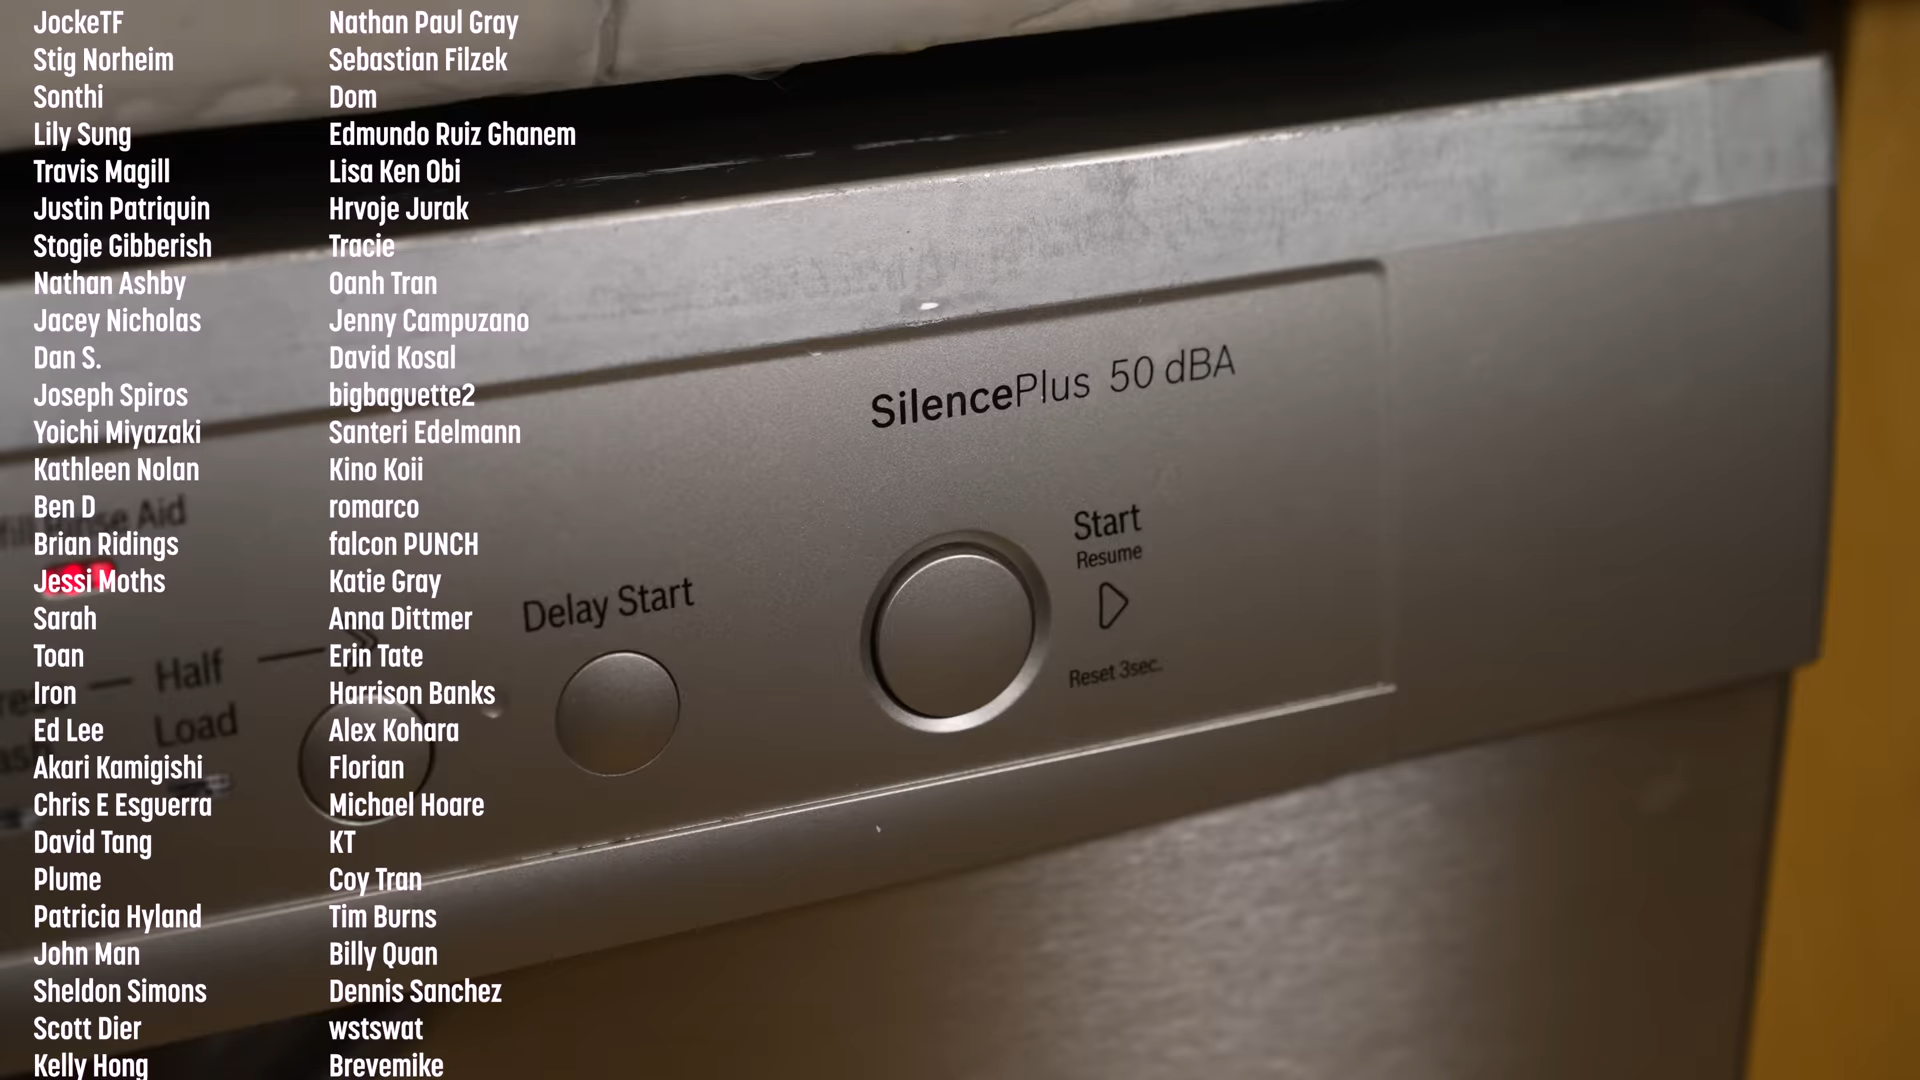 JockeTF
Stig Norheim
Sonthi
Lily Sung
Travis Magill
Justin Patriquin
Stogie Gibberish
Nathan Ashby
Jacey Nicholas
Dan S.
Joseph Spiros
Yoichi Miyazaki
Kathleen Nolan
Ben D
Brian Ridings
Jessi Moths
Sarah
Toan
Iron
Ed Lee
Akari Kamigishi
Chris E Esguerra
David Tang
Plume
Patricia Hyland
John Man
Sheldon Simons
Scott Dier
Kelly Hong
Nathan Paul Gray
Sebastian Filzek
Dom
Edmundo Ruiz Ghanem
Lisa Ken Obi
Hrvoje Jurak
Tracie
Oanh Tran
Jenny Campuzano
David Kosal
bigbaguette2
Santeri Edelmann
Kino Koii
romarco
falcon PUNCH
Katie Gray
Anna Dittmer
Erin Tate
Harrison Banks
Alex Kohara
Florian
Michael Hoare
KT
Coy Tran
Tim Burns
Billy Quan
Dennis Sanchez
wstswat
Brevemike
SilencePlus 50 dBA
Rinse Aid
Half
Load
Delay Start
Start
Resume
Reset 3sec.